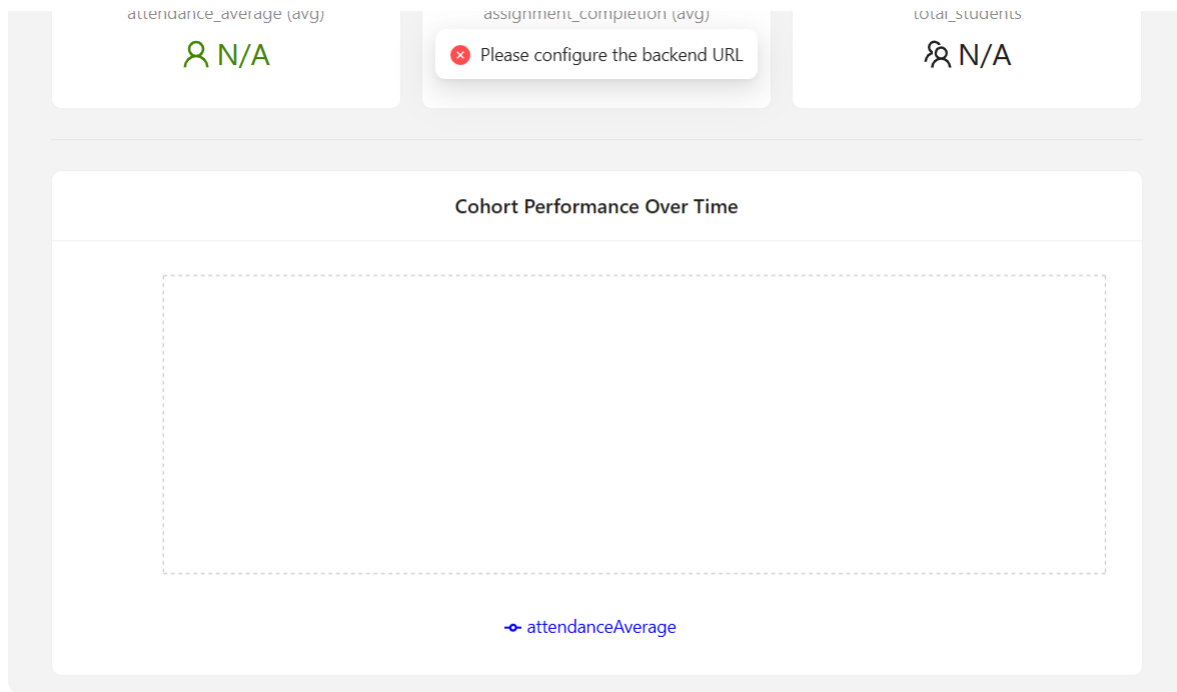 attendance_average (avg)
assignment_completion (avg)
total_students
N/A
Please configure the backend URL
N/A
Cohort Performance Over Time
attendanceAverage